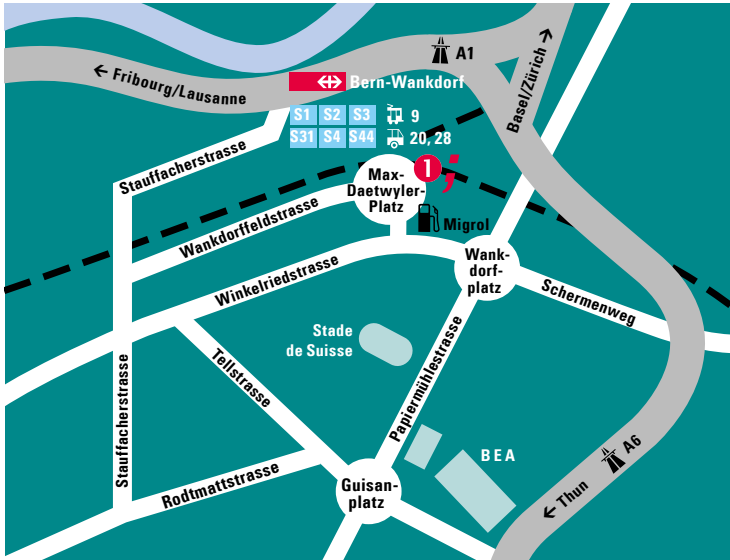 A1
← Fribourg/Lausanne
Basel/Zürich →
Bern-Wankdorf
S1 S2 S3 9
S31 S4 S44 20, 28
Stauffacherstrasse
1
Max-
Daetwyler-
Platz
Migrol
Wankdorffeldstrasse
Wank-
dorf-
platz
Winkelriedstrasse
Schermenweg
Stade
de Suisse
Tellstrasse
Papiermühlestrasse
Stauffacherstrasse
BEA
A6
← Thun
Rodtmattstrasse
Guisan-
platz